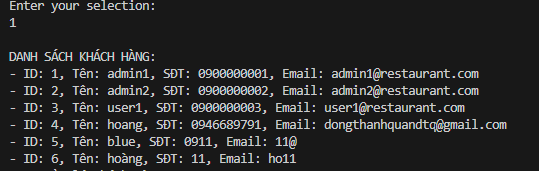 Enter your selection:
1
DANH SÁCH KHÁCH HÀNG:
- ID: 1, Tên: admin1, SĐT: 0900000001, Email: admin1@restaurant.com
- ID: 2, Tên: admin2, SĐT: 0900000002, Email: admin2@restaurant.com
- ID: 3, Tên: user1, SĐT: 0900000003, Email: user1@restaurant.com
- ID: 4, Tên: hoang, SĐT: 0946689791, Email: dongthanhquandtq@gmail.com
- ID: 5, Tên: blue, SĐT: 0911, Email: 11@
- ID: 6, Tên: hoàng, SĐT: 11, Email: ho11